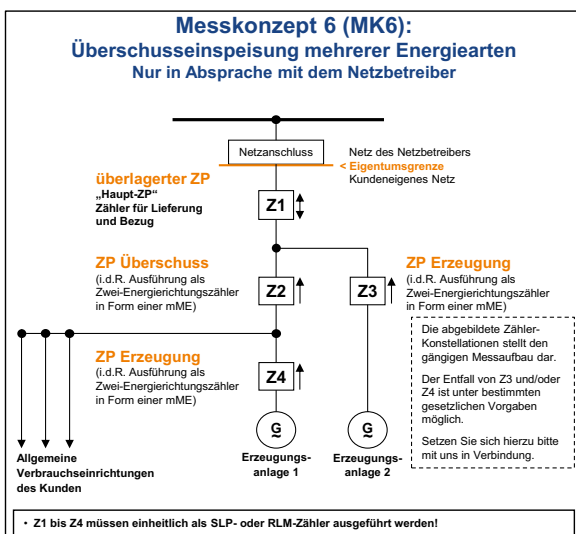 Messkonzept 6 (MK6):
Überschusseinspeisung mehrerer Energiearten
Nur in Absprache mit dem Netzbetreiber
Netzanschluss
Netz des Netzbetreibers
< Eigentumsgrenze
Kundeneigenes Netz
überlagerter ZP
„Haupt-ZP“
Zähler für Lieferung
und Bezug
Z1
ZP Überschuss
(i.d.R. Ausführung als
Zwei-Energierichtungszähler
in Form einer mME)
Z2
Z3
ZP Erzeugung
(i.d.R. Ausführung als
Zwei-Energierichtungszähler
in Form einer mME)
ZP Erzeugung
(i.d.R. Ausführung als
Zwei-Energierichtungszähler
in Form einer mME)
Z4
Die abgebildete Zähler-
Konstellationen stellt den
gängigen Messaufbau dar.
Der Entfall von Z3 und/oder
Z4 ist unter bestimmten
gesetzlichen Vorgaben
möglich.
Setzen Sie sich hierzu bitte
mit uns in Verbindung.
G
~
G
~
Allgemeine
Verbrauchseinrichtungen
des Kunden
Erzeugungs-
anlage 1
Erzeugungs-
anlage 2
• Z1 bis Z4 müssen einheitlich als SLP- oder RLM-Zähler ausgeführt werden!